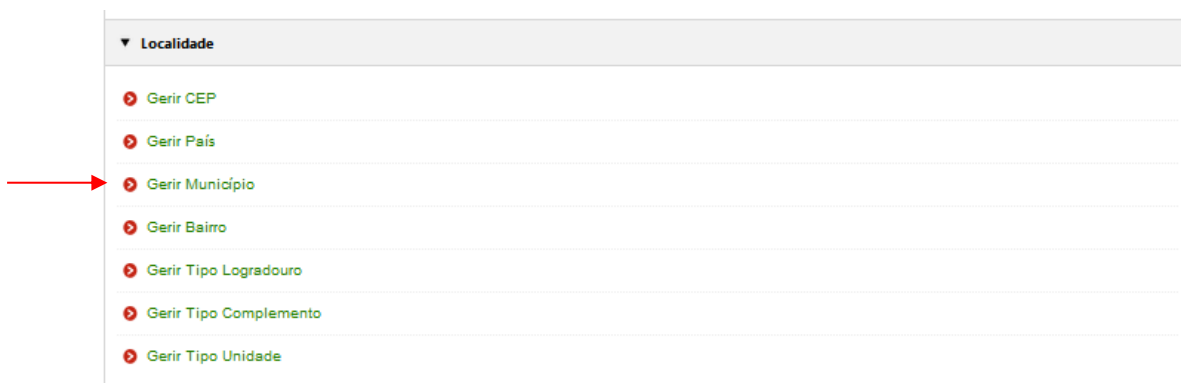 Localidade
Gerir CEP
Gerir País
Gerir Município
Gerir Bairro
Gerir Tipo Logradouro
Gerir Tipo Complemento
Gerir Tipo Unidade